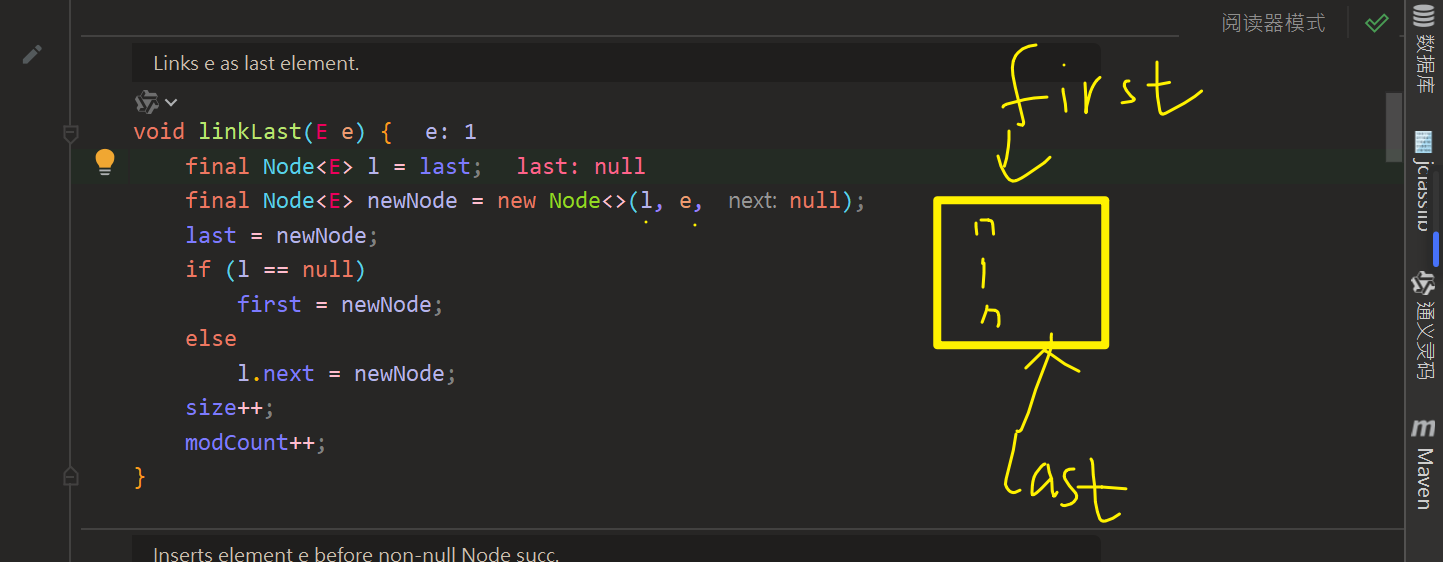 阅读器模式
Links e as last element.
void linkLast(E e) {   e: 1
    final Node<E> l = last;   last: null
    final Node<E> newNode = new Node<>(l, e,  next: null);
    last = newNode;
    if (l == null)
        first = newNode;
    else
        l.next = newNode;
    size++;
    modCount++;
}
Inserts element e before non-null Node succ.
first
n
1
n
last
数据库
jclasslib
通义灵码
m Maven